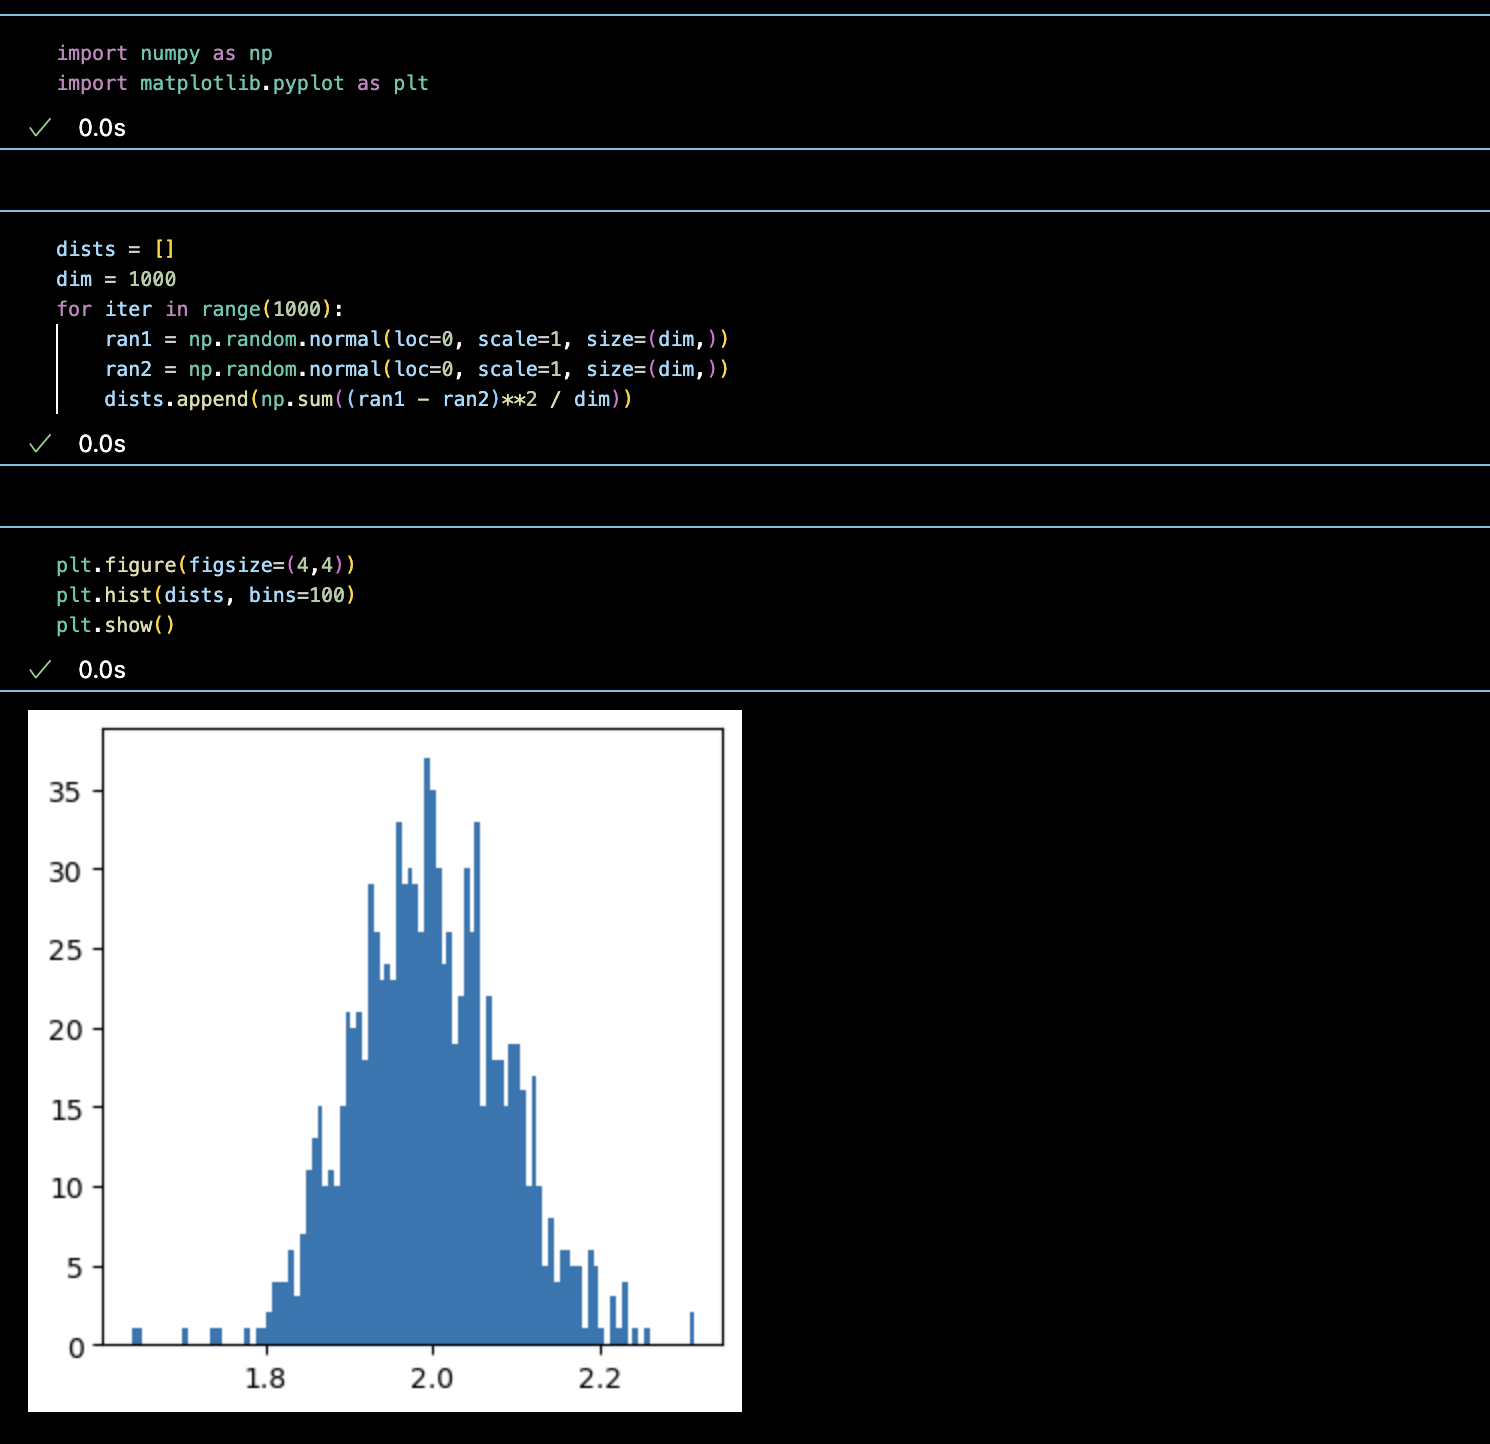 import numpy as np
import matplotlib.pyplot as plt
0.0s
dists = []
dim = 1000
for iter in range(1000):
    ran1 = np.random.normal(loc=0, scale=1, size=(dim,))
    ran2 = np.random.normal(loc=0, scale=1, size=(dim,))
    dists.append(np.sum((ran1 - ran2)**2 / dim))
0.0s
plt.figure(figsize=(4,4))
plt.hist(dists, bins=100)
plt.show()
0.0s
35
30
25
20
15
10
5
0
1.8 2.0 2.2